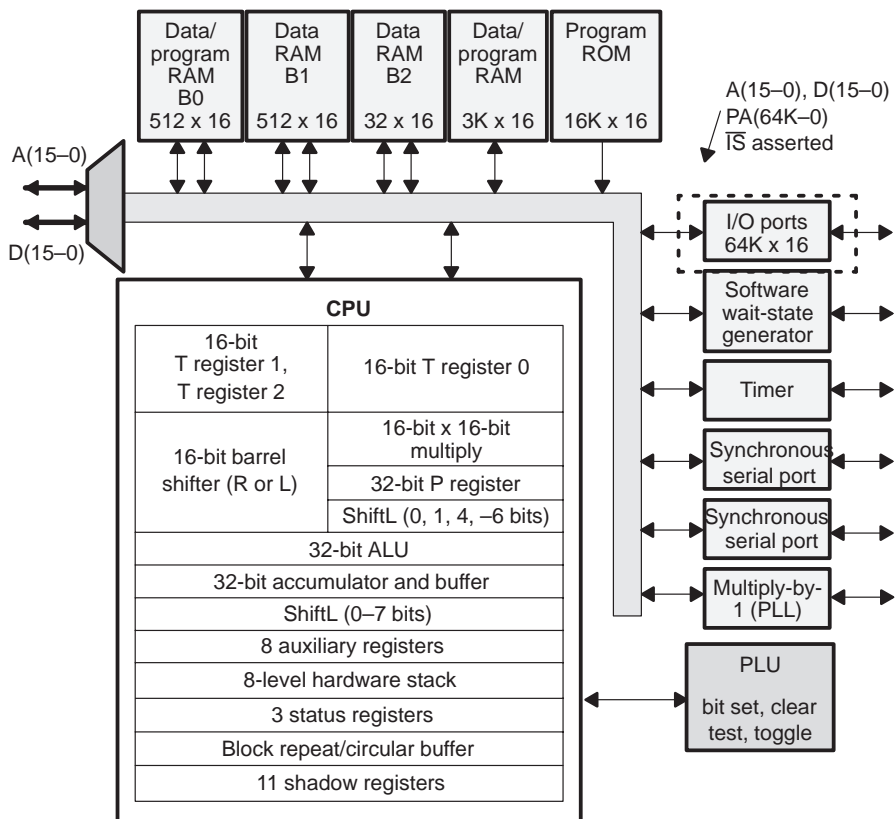 Data/
program
RAM
B0
512 x 16
Data
RAM
B1
512 x 16
Data
RAM
B2
32 x 16
Data/
program
RAM
3K x 16
Program
ROM
16K x 16
A(15–0), D(15–0)
PA(64K–0)
IS asserted
A(15–0)
D(15–0)
I/O ports
64K x 16
Software
wait-state
generator
Timer
Synchronous
serial port
Synchronous
serial port
Multiply-by-
1 (PLL)
PLU
bit set, clear
test, toggle
CPU
16-bit
T register 1,
T register 2
16-bit T register 0
16-bit barrel
shifter (R or L)
16-bit x 16-bit
multiply
32-bit P register
ShiftL (0, 1, 4, –6 bits)
32-bit ALU
32-bit accumulator and buffer
ShiftL (0–7 bits)
8 auxiliary registers
8-level hardware stack
3 status registers
Block repeat/circular buffer
11 shadow registers